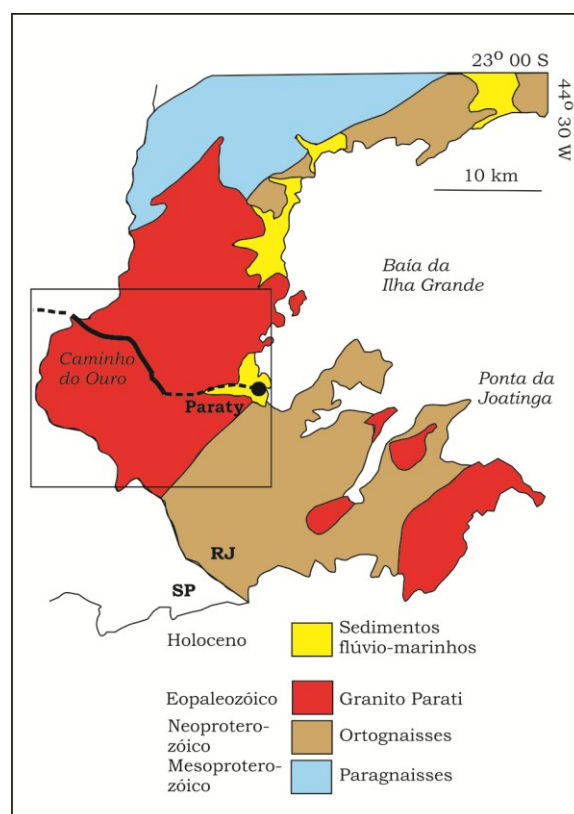 23º 00 S
44º 30 W
10 km
Baía da
Ilha Grande
Caminho
do Ouro
Ponta da
Joatinga
Paraty
RJ
SP
Holoceno
Sedimentos
flúvio-marinhos
Eopaleozóico
Granito Parati
Neoprotero-
zóico
Ortognaisses
Mesoprotero-
zóico
Paragnaisses